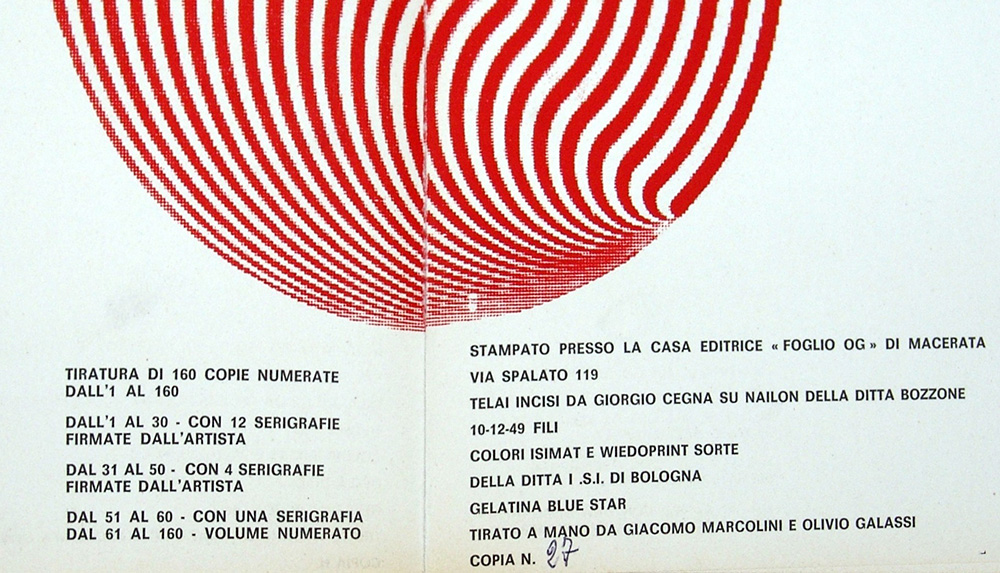 TIRATURA DI 160 COPIE NUMERATE
DALL'1 AL 160
DALL'1 AL 30 - CON 12 SERIGRAFIE
FIRMATE DALL'ARTISTA
DAL 31 AL 50 - CON 4 SERIGRAFIE
FIRMATE DALL'ARTISTA
DAL 51 AL 60 - CON UNA SERIGRAFIA
DAL 61 AL 160 - VOLUME NUMERATO
STAMPATO PRESSO LA CASA EDITRICE « FOGLIO OG » DI MACERATA
VIA SPALATO 119
TELAI INCISI DA GIORGIO CEGNA SU NAILON DELLA DITTA BOZZONE
10-12-49 FILI
COLORI ISIMAT E WIEDOPRINT SORTE
DELLA DITTA I .S.I. DI BOLOGNA
GELATINA BLUE STAR
TIRATO A MANO DA GIACOMO MARCOLINI E OLIVIO GALASSI
COPIA N. 27